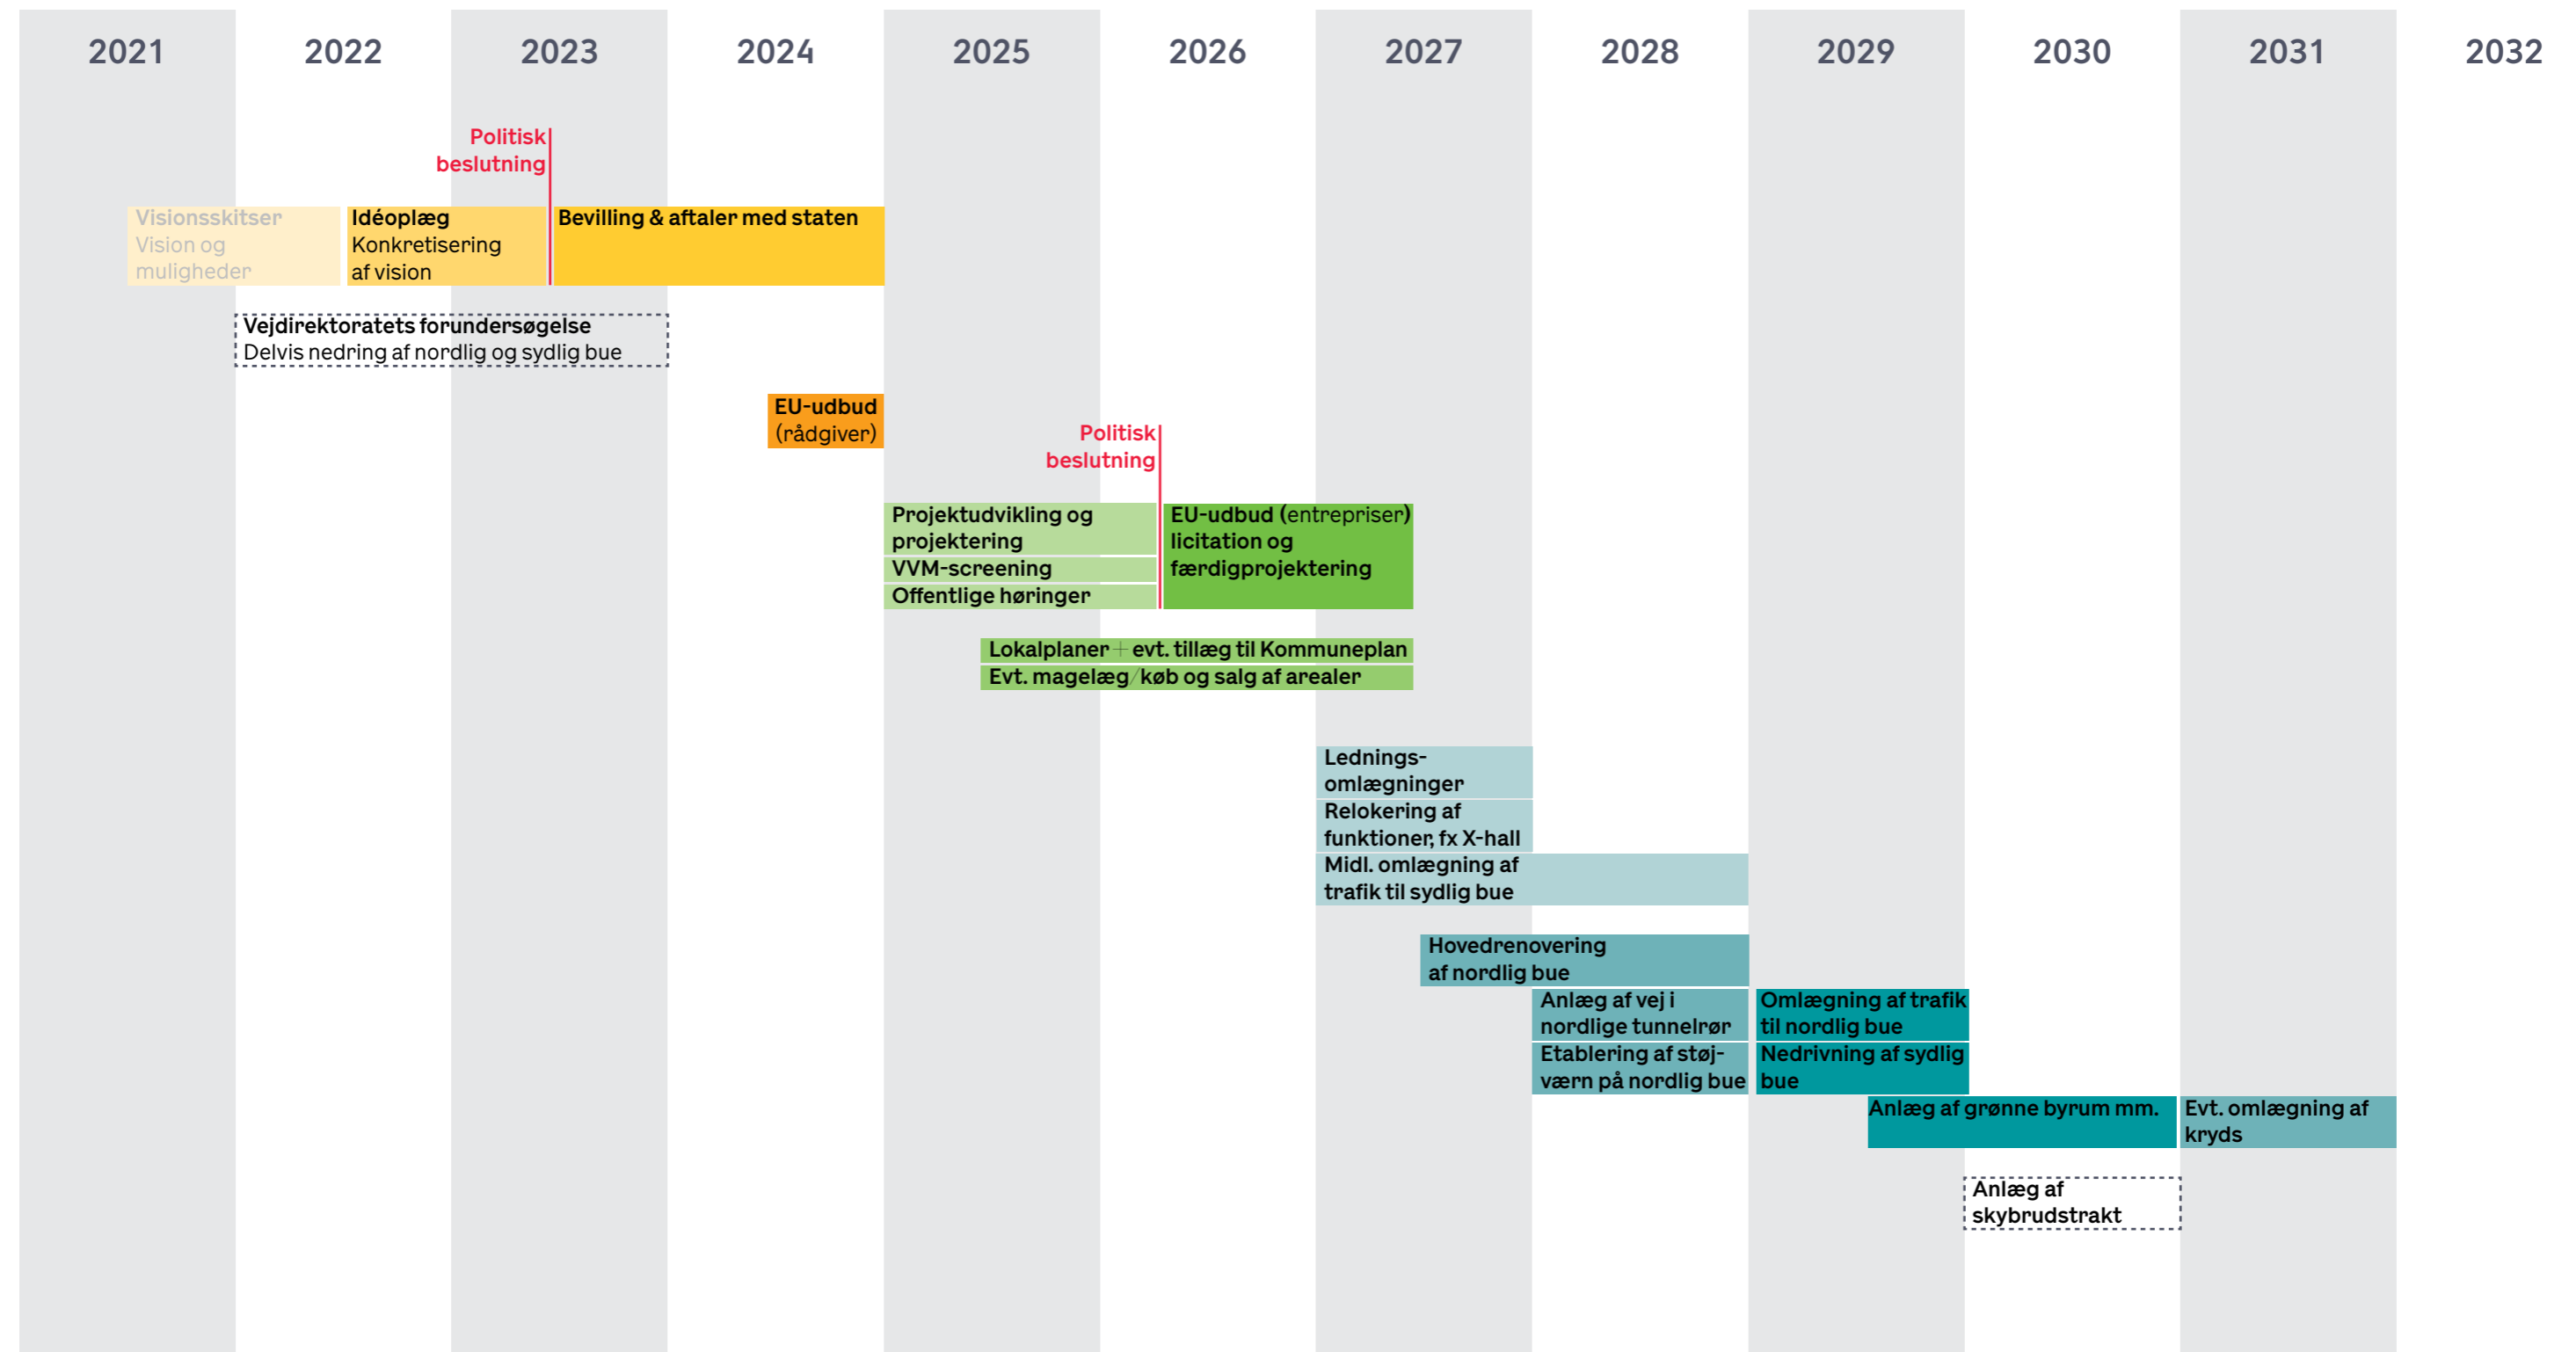 2021 2022 2023 2024 2025 2026 2027 2028 2029 2030 2031 2032
Politisk
beslutning
Visionsskitser
Vision og
muligheder
Idéoplæg
Konkretisering
af vision
Bevilling & aftaler med staten
Vejdirektoratets forundersøgelse
Delvis nedring af nordlig og sydlig bue
EU-udbud
(rådgiver)
Politisk
beslutning
Projektudvikling og
projektering
VVM-screening
Offentlige høringer
EU-udbud (entrepriser)
licitation og
færdigprojektering
Lokalplaner + evt. tillæg til Kommuneplan
Evt. magelæg/køb og salg af arealer
Lednings-
omlægninger
Relokering af
funktioner, fx X-hall
Midl. omlægning af
trafik til sydlig bue
Hovedrenovering
af nordlig bue
Anlæg af vej i
nordlige tunnelrør
Omlægning af trafik
til nordlig bue
Etablering af støj-
værn på nordlig bue
Nedrivning af sydlig
bue
Anlæg af grønne byrum mm.
Evt. omlægning af
kryds
Anlæg af
skybrudstrakt